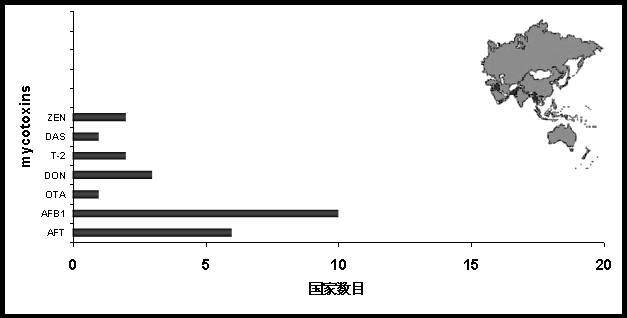 mycotoxins
ZEN
DAS
T-2
DON
OTA
AFB1
AFT
0 5 10 15 20
国家数目